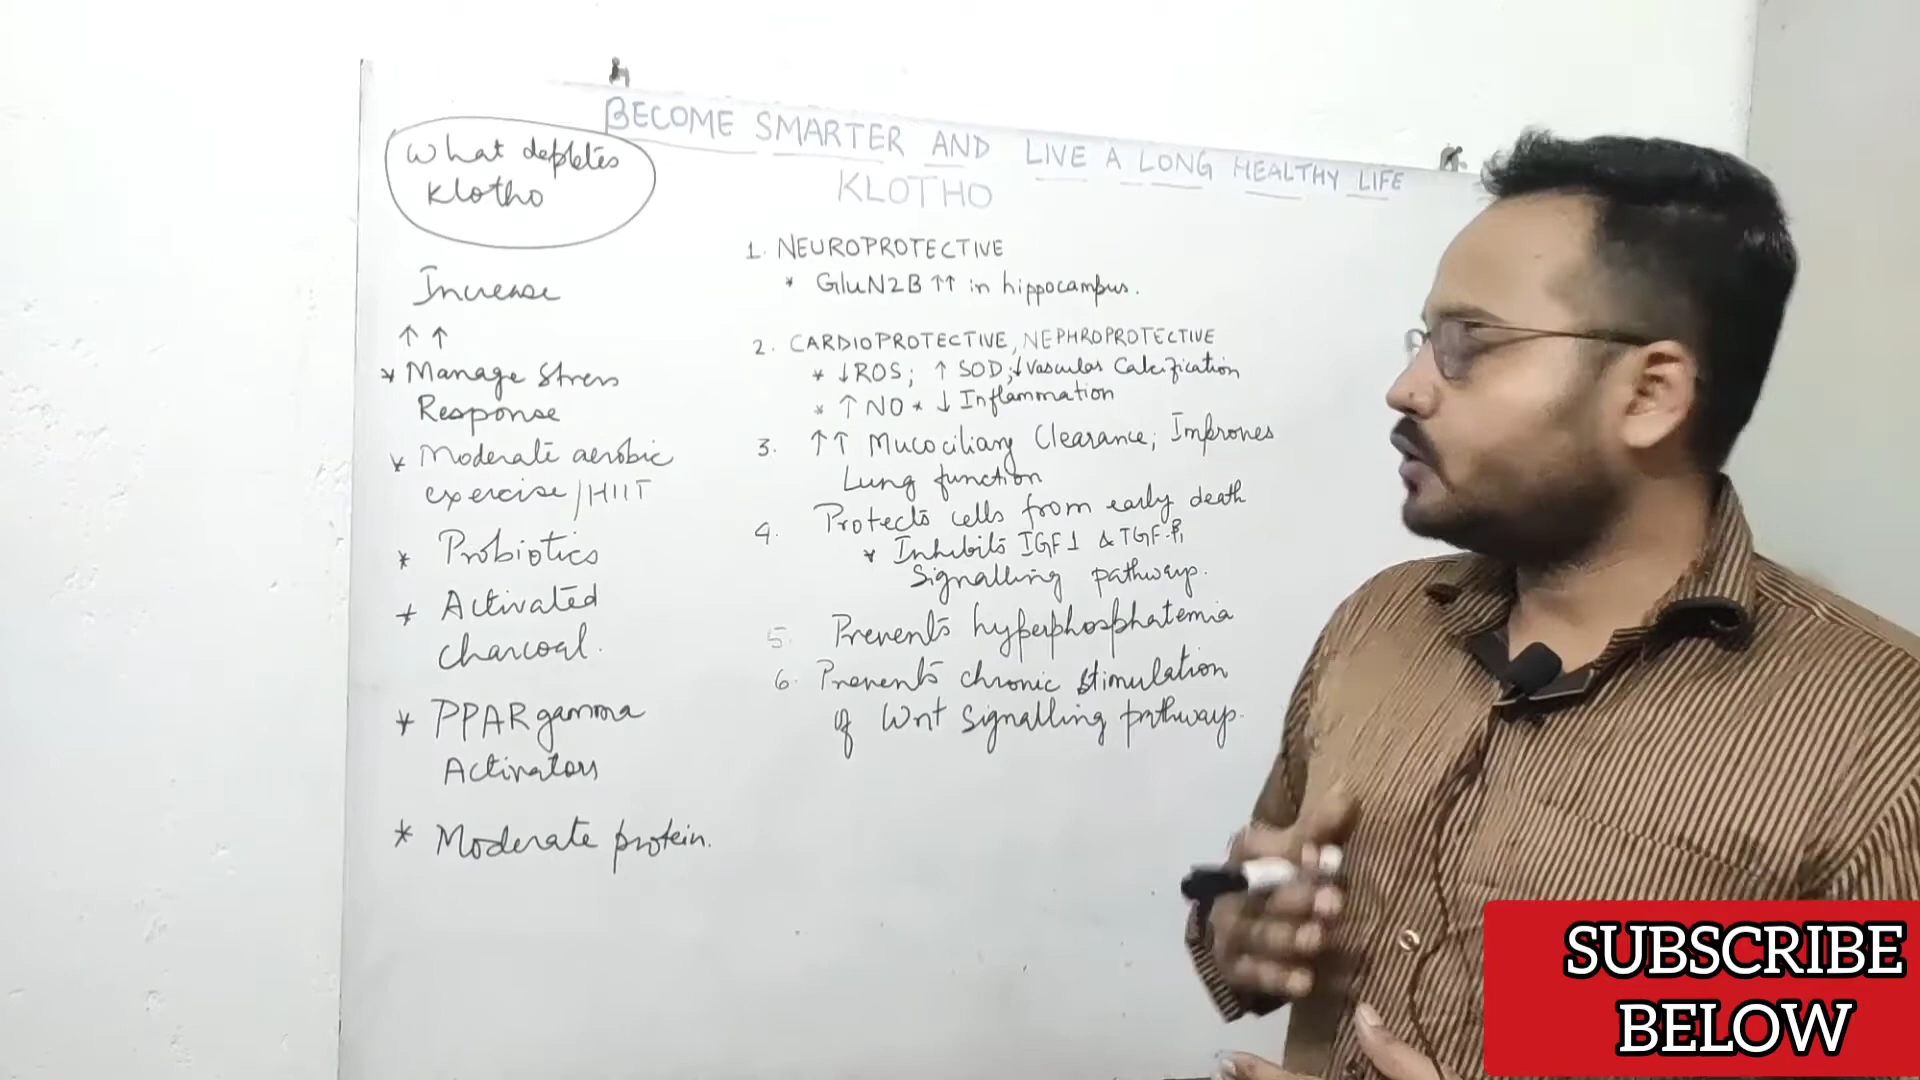 BECOME SMARTER AND LIVE A LONG HEALTHY LIFE
KLOTHO
What depletes
Klotho
Increase
↑ ↑
* Manage Stress
Response
* Moderate aerobic
exercise/HIIT
* Probiotics
* Activated
charcoal.
* PPAR gamma
Activators
* Moderate protein.
1. NEUROPROTECTIVE
* GluN2B ↑↑ in hippocampus.
2. CARDIOPROTECTIVE, NEPHROPROTECTIVE
* ↓ROS; ↑ SOD; ↓Vascular Calcification
* ↑ NO * ↓ Inflammation
3. ↑↑ Mucociliary Clearance; Improves
Lung function
4. Protects cells from early death
* Inhibits IGF1 & TGF-β1
Signalling pathways.
5. Prevents hyperphosphatemia
6. Prevents chronic stimulation
of Wnt signalling pathways.
SUBSCRIBE
BELOW